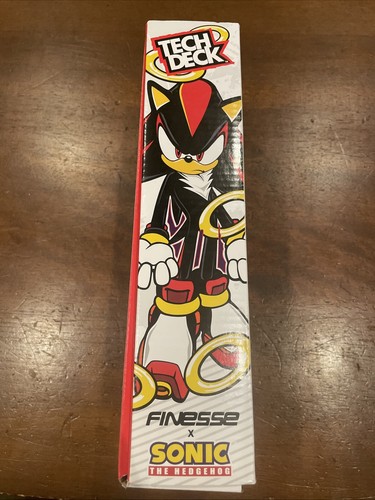 TECH
DECK
FINESSE
X
SONIC
THE HEDGEHOG